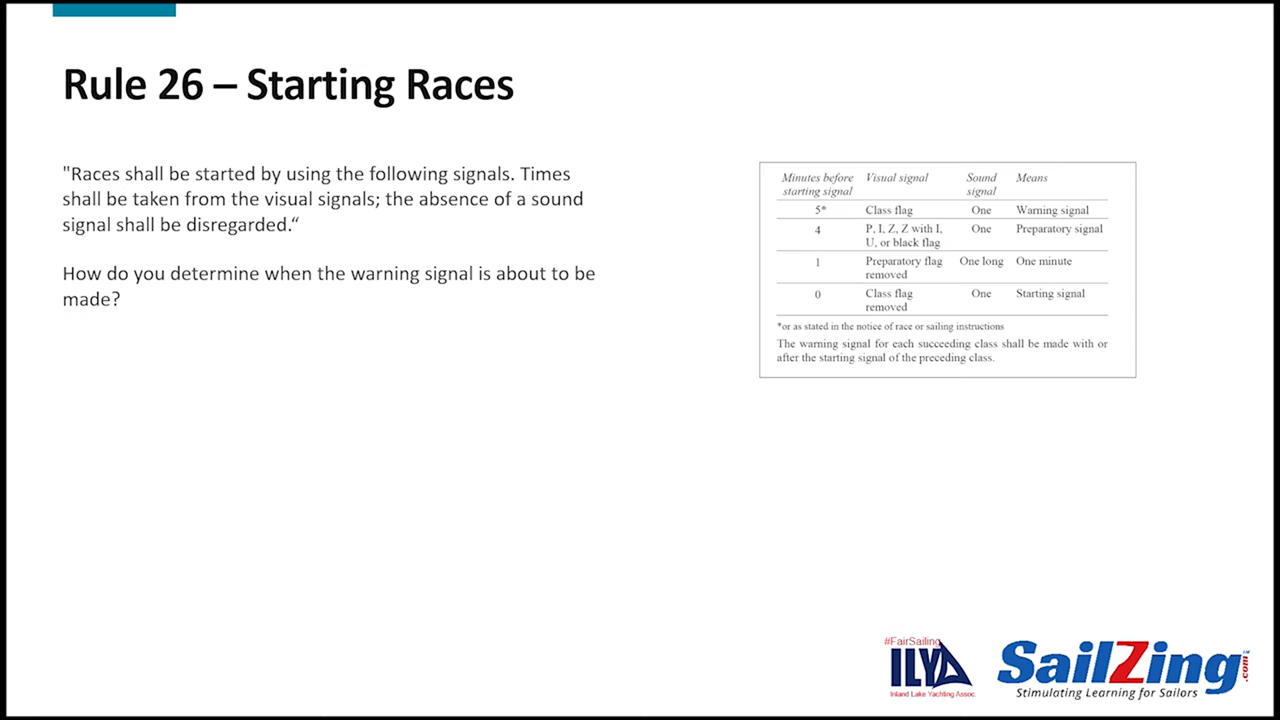 Rule 26 – Starting Races
"Races shall be started by using the following signals. Times
shall be taken from the visual signals; the absence of a sound
signal shall be disregarded.“
How do you determine when the warning signal is about to be
made?
Minutes before Visual signal Sound Means
starting signal signal
5* Class flag One Warning signal
4 P, I, Z, Z with I, One Preparatory signal
U, or black flag
1 Preparatory flag One long One minute
removed
0 Class flag One Starting signal
removed
*or as stated in the notice of race or sailing instructions
The warning signal for each succeeding class shall be made with or
after the starting signal of the preceding class.
#FairSailing
ILYA
Inland Lake Yachting Assoc.
SailZing.com
Stimulating Learning for Sailors